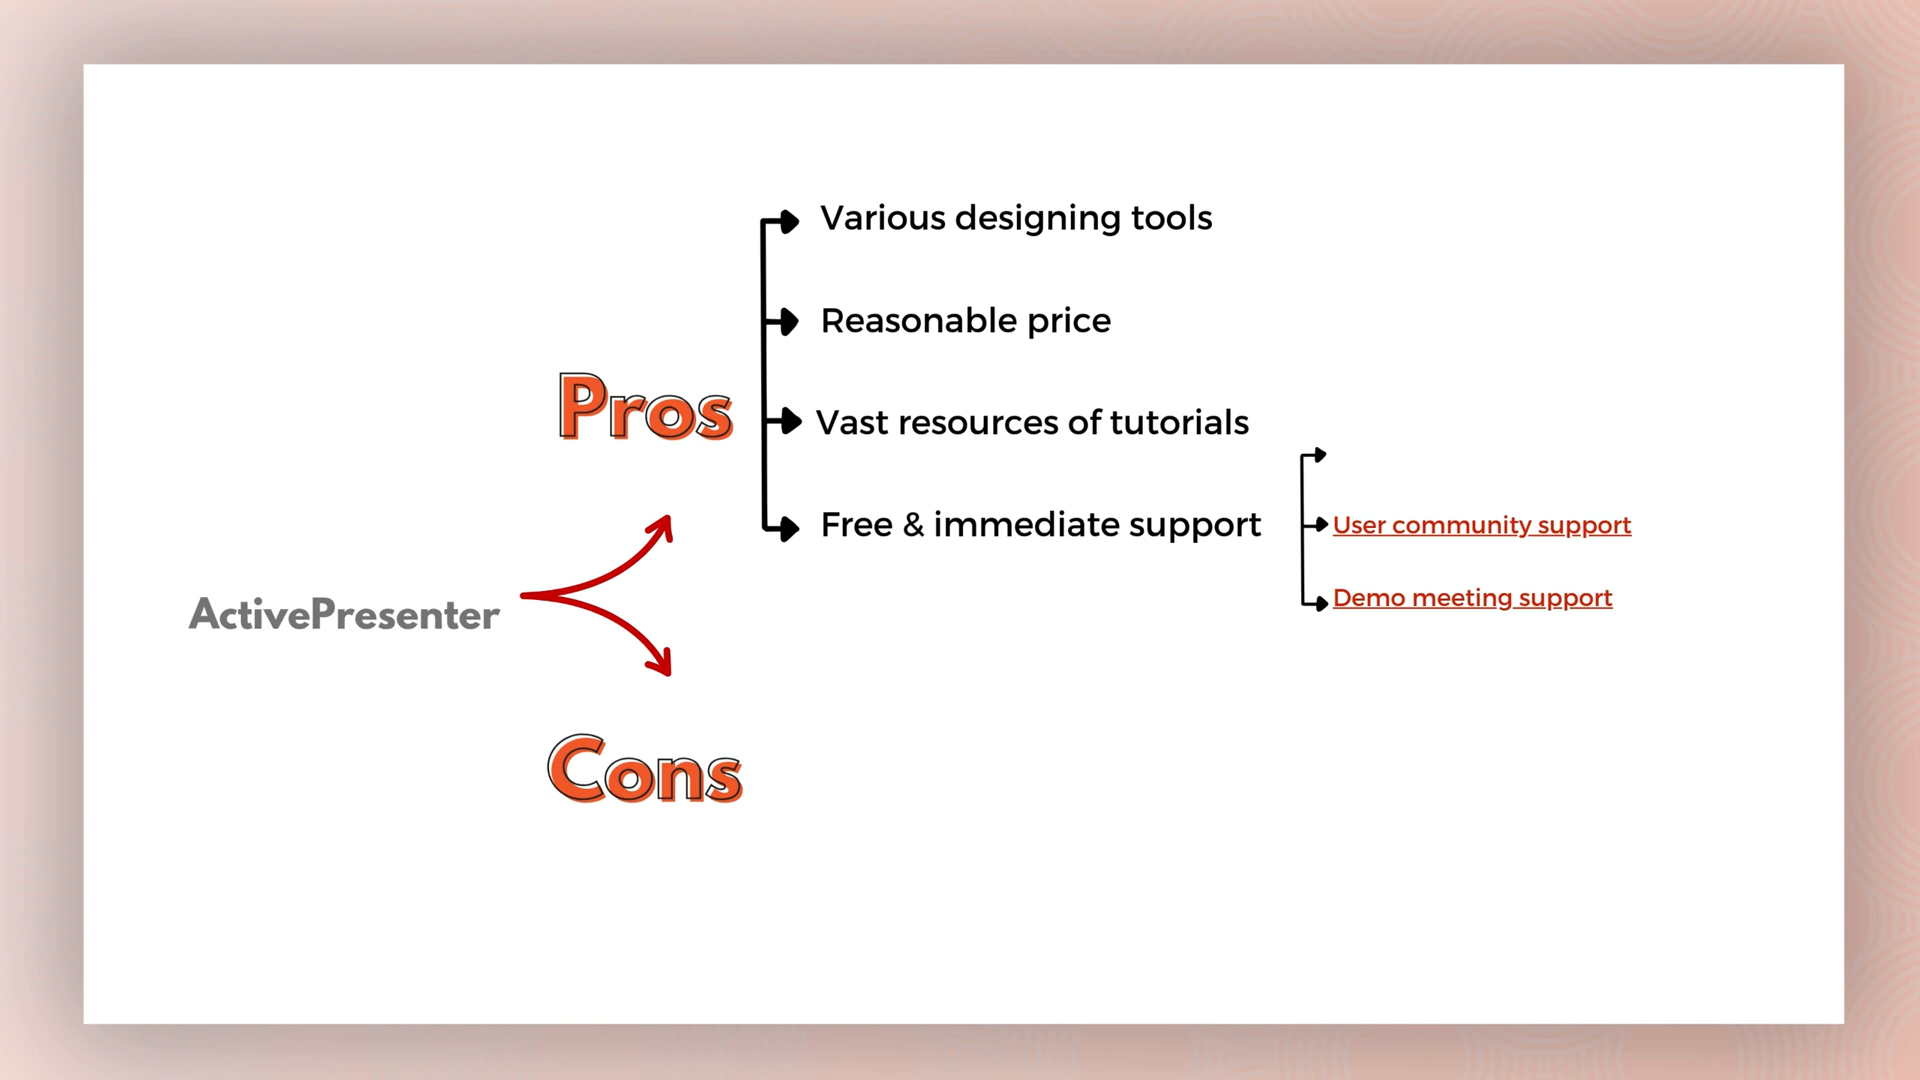 Various designing tools
Reasonable price
Pros
Vast resources of tutorials
Free & immediate support
User community support
Demo meeting support
ActivePresenter
Cons